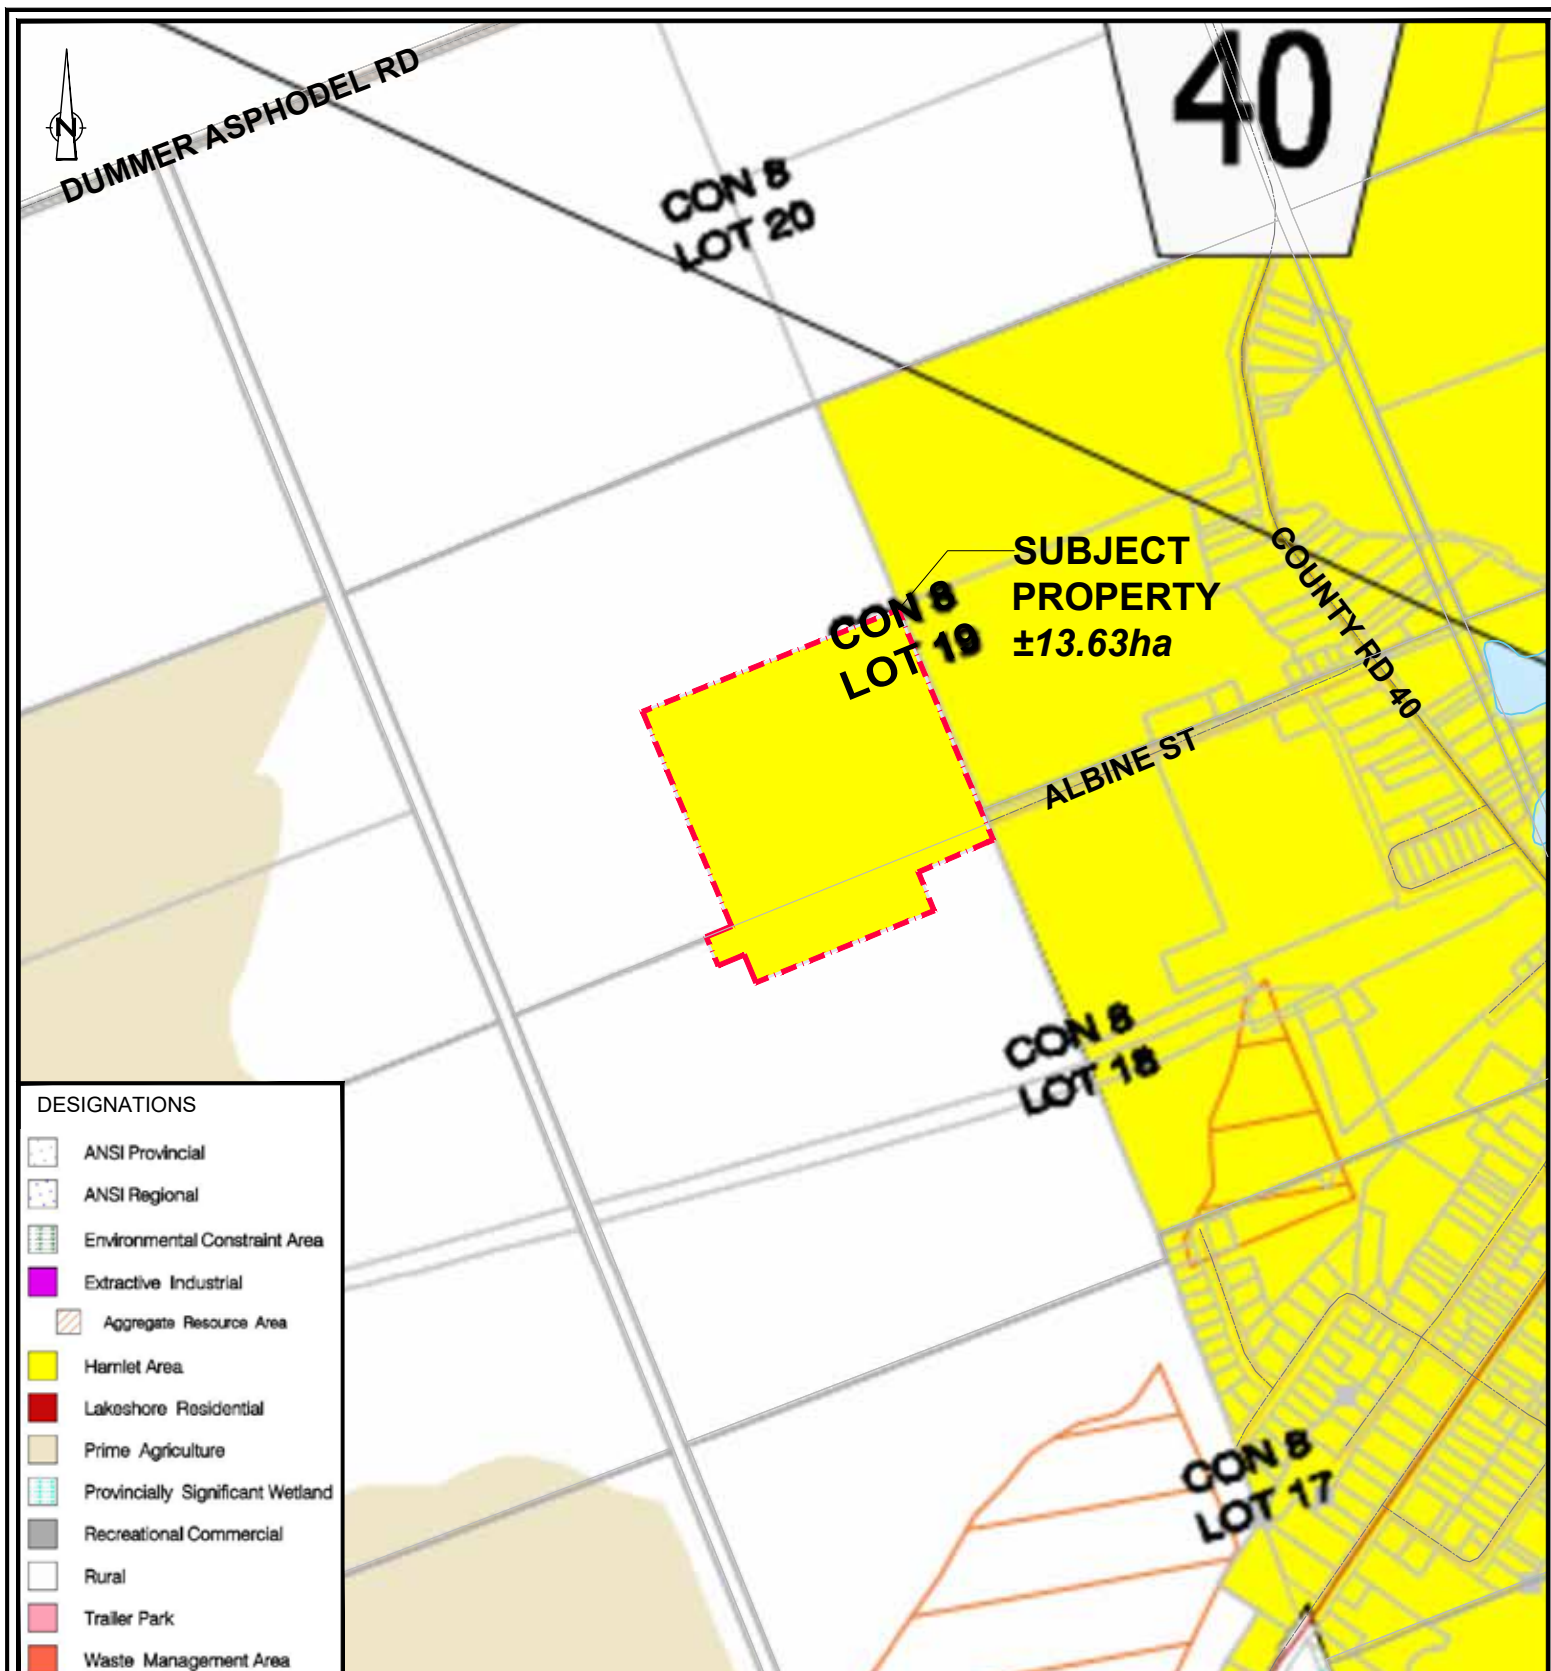 40
N
DUMMER ASPHODEL RD
CON 8
LOT 20
SUBJECT
PROPERTY
±13.63ha
CON 8
LOT 19
COUNTY RD 40
ALBINE ST
CON 8
LOT 18
CON 8
LOT 17
DESIGNATIONS
ANSI Provincial
ANSI Regional
Environmental Constraint Area
Extractive Industrial
Aggregate Resource Area
Hamlet Area
Lakeshore Residential
Prime Agriculture
Provincially Significant Wetland
Recreational Commercial
Rural
Trailer Park
Waste Management Area